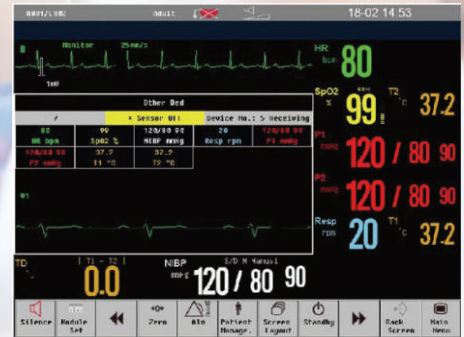 Adult 18-02 14:53
II Monitor 25mm/s
1mV
HR bpm 80
SpO2 % 99 T2 °C 37.2
P1 mmHg 120 / 80 90
P2 mmHg 120 / 80 90
Resp rpm 20 T1 °C 37.2
Other Bed
/ * Sensor Off Device No.: 5 Receiving
80 99 120/80 90 20 120/80 90
HR bpm SpO2 % NIBP mmHg Resp rpm P1 mmHg
120/80 90 37.2 37.2
P2 mmHg T1 °C T2 °C
TD | T1 - T2 | 0.0
NIBP mmHg S/D M Manual 120 / 80 90
Silence
Module Set
Zero
Alm
Patient Manage.
Screen Layout
Standby
Back Screen
Main Menu